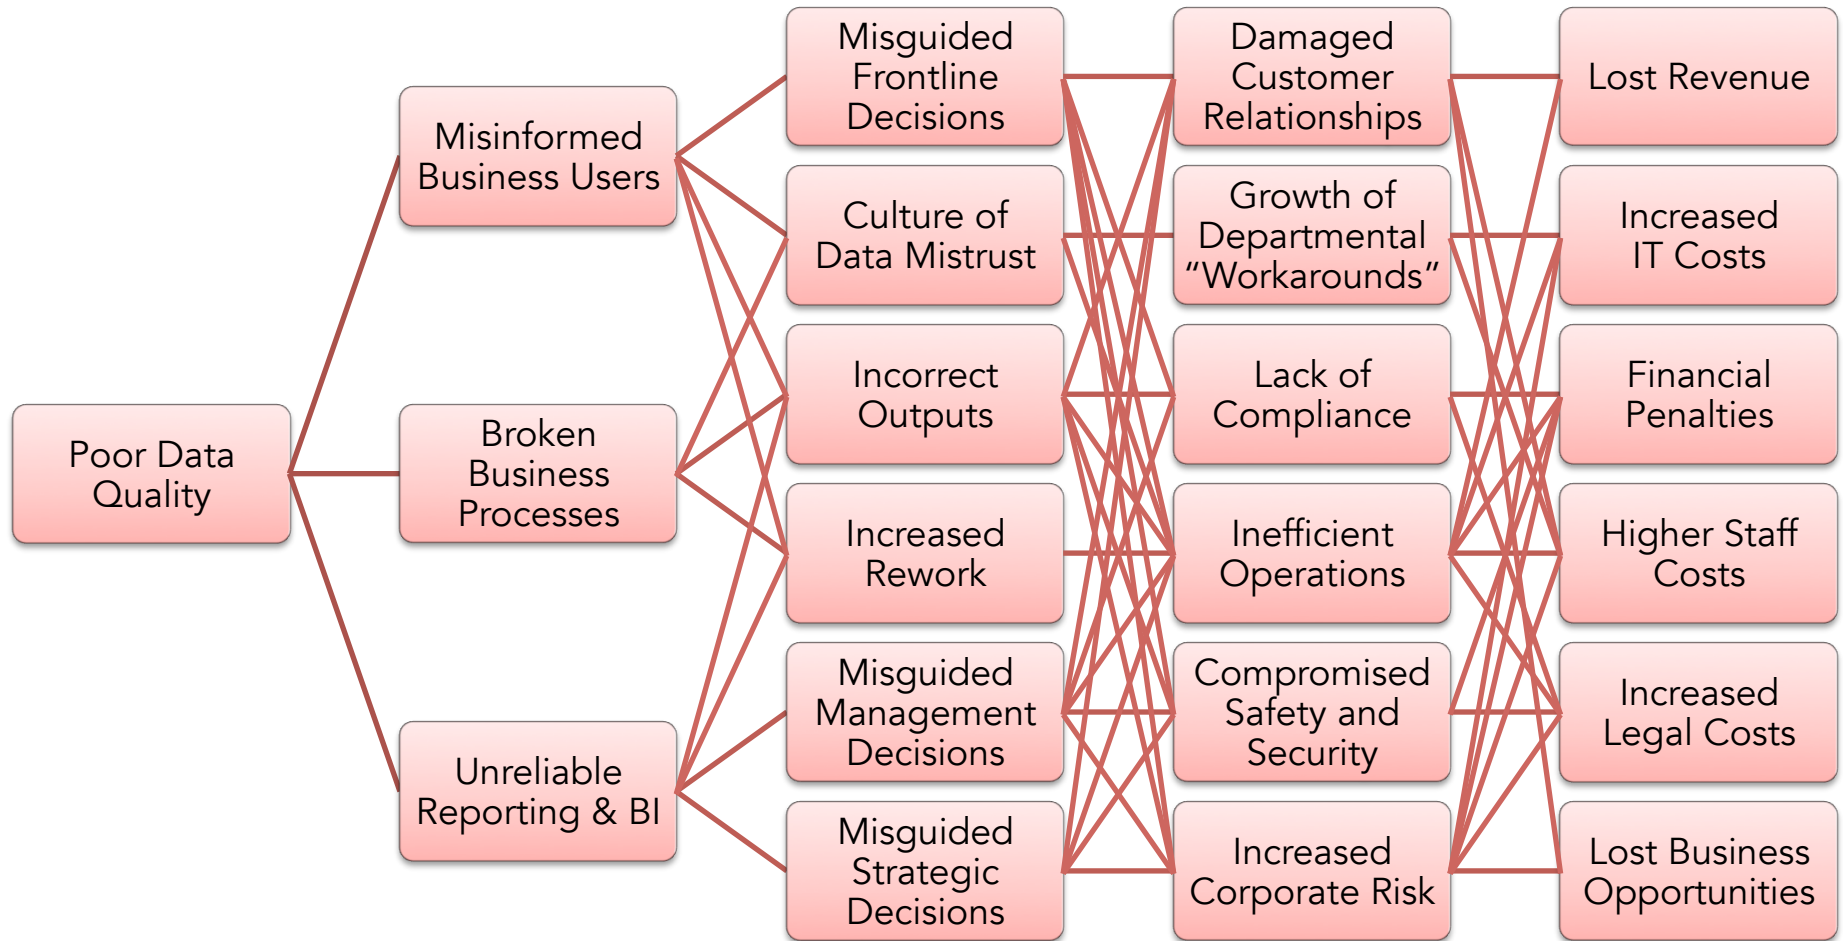 Poor Data
Quality
Misinformed
Business Users
Broken
Business
Processes
Unreliable
Reporting & BI
Misguided
Frontline
Decisions
Culture of
Data Mistrust
Incorrect
Outputs
Increased
Rework
Misguided
Management
Decisions
Misguided
Strategic
Decisions
Damaged
Customer
Relationships
Growth of
Departmental
“Workarounds”
Lack of
Compliance
Inefficient
Operations
Compromised
Safety and
Security
Increased
Corporate Risk
Lost Revenue
Increased
IT Costs
Financial
Penalties
Higher Staff
Costs
Increased
Legal Costs
Lost Business
Opportunities